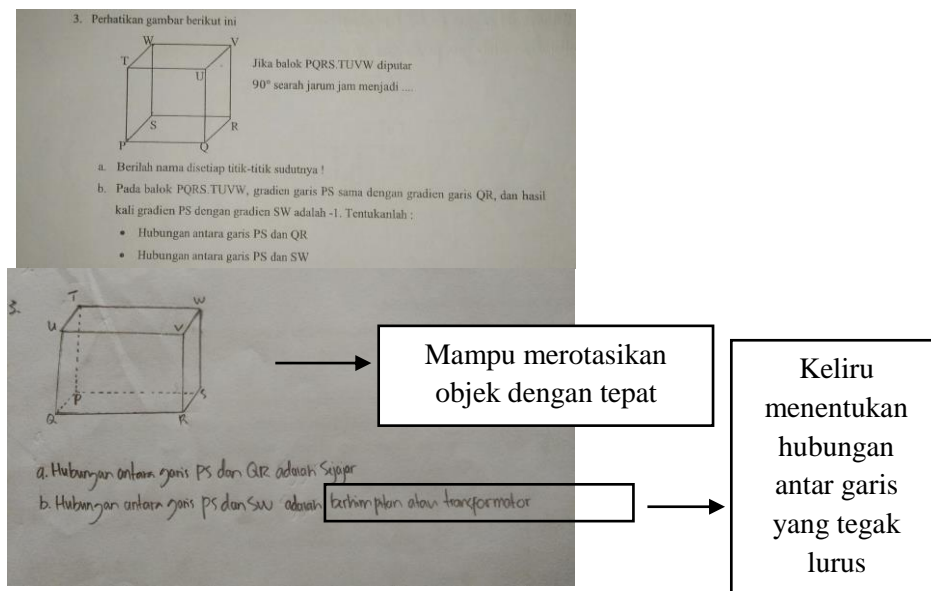 3. Perhatikan gambar berikut ini
W
V
T
U
Jika balok PQRS.TUVW diputar
90° searah jarum jam menjadi ....
S
R
P
Q
a. Berilah nama disetiap titik-titik sudutnya !
b. Pada balok PQRS.TUVW, gradien garis PS sama dengan gradien garis QR, dan hasil
kali gradien PS dengan gradien SW adalah -1. Tentukanlah :
• Hubungan antara garis PS dan QR
• Hubungan antara garis PS dan SW
3.
T
W
U
V
P
S
Q
R
Mampu merotasikan
objek dengan tepat
Keliru
menentukan
hubungan
antar garis
yang tegak
lurus
a. Hubungan antara garis PS dan QR adalah Sejajar
b. Hubungan antara garis PS dan SW adalah berhimpitan atau transformator